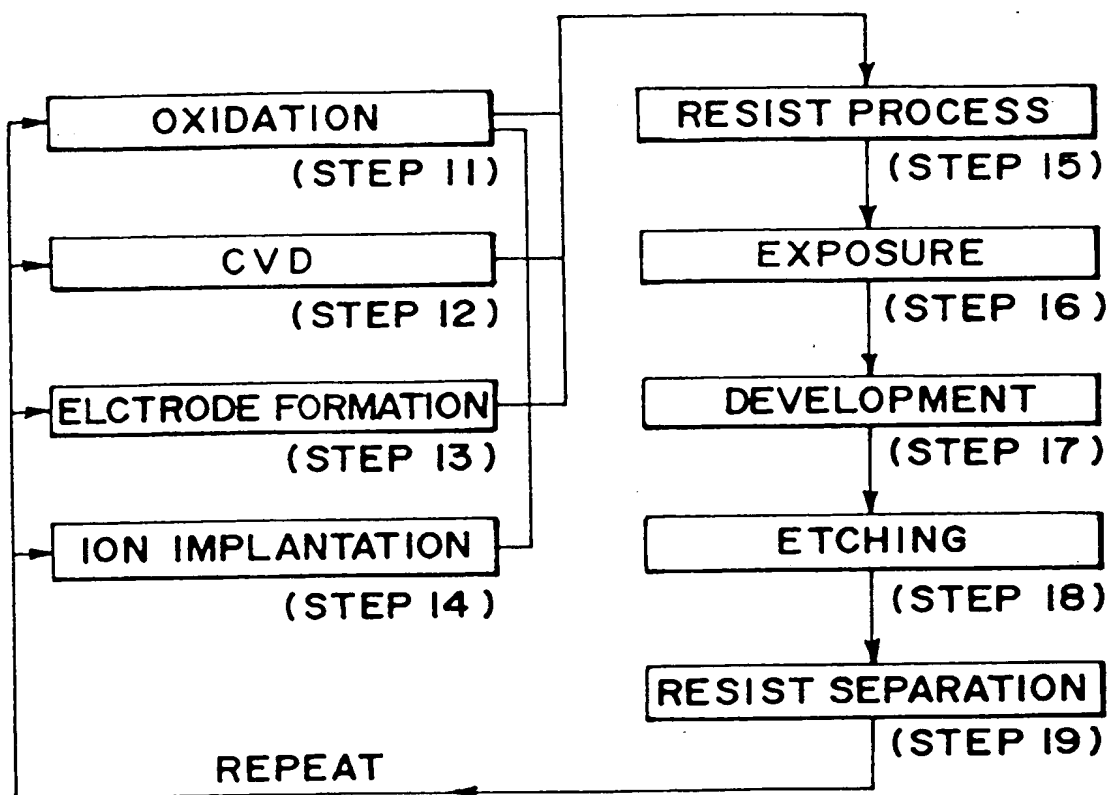 OXIDATION
(STEP 11)
CVD
(STEP 12)
ELCTRODE FORMATION
(STEP 13)
ION IMPLANTATION
(STEP 14)
RESIST PROCESS
(STEP 15)
EXPOSURE
(STEP 16)
DEVELOPMENT
(STEP 17)
ETCHING
(STEP 18)
RESIST SEPARATION
(STEP 19)
REPEAT